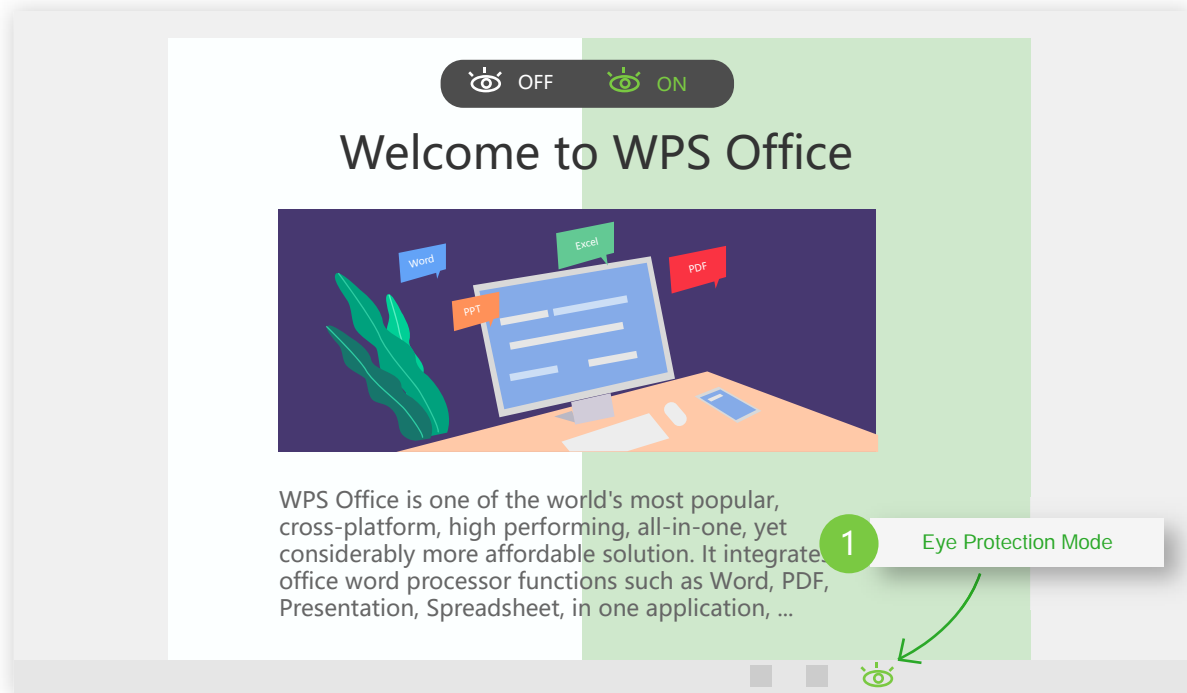 OFF ON
Welcome to WPS Office
Word
Excel
PDF
PPT
WPS Office is one of the world's most popular,
cross-platform, high performing, all-in-one, yet
considerably more affordable solution. It integrates
office word processor functions such as Word, PDF,
Presentation, Spreadsheet, in one application, ...
1 Eye Protection Mode